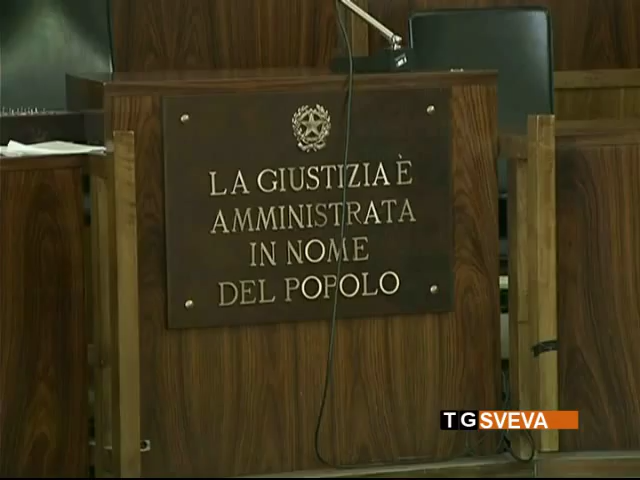 LA GIUSTIZIA È
AMMINISTRATA
IN NOME
DEL POPOLO
TGSVEVA